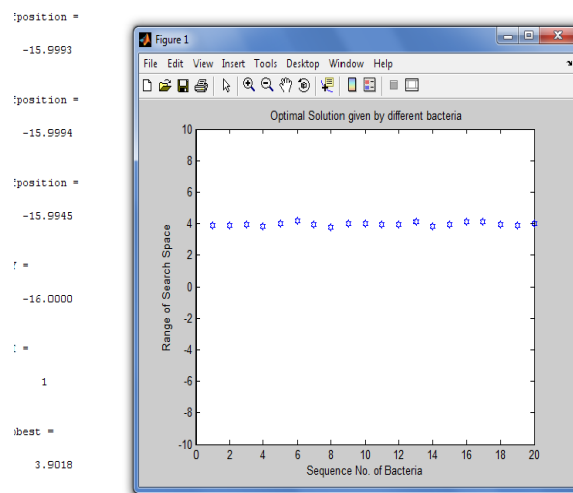 :position =
-15.9993
:position =
-15.9994
:position =
-15.9945
=
-16.0000
=
1
best =
3.9018
Figure 1
File Edit View Insert Tools Desktop Window Help
Optimal Solution given by different bacteria
10
8
6
4
2
0
-2
-4
-6
-8
-10
Range of Search Space
0 2 4 6 8 10 12 14 16 18 20
Sequence No. of Bacteria